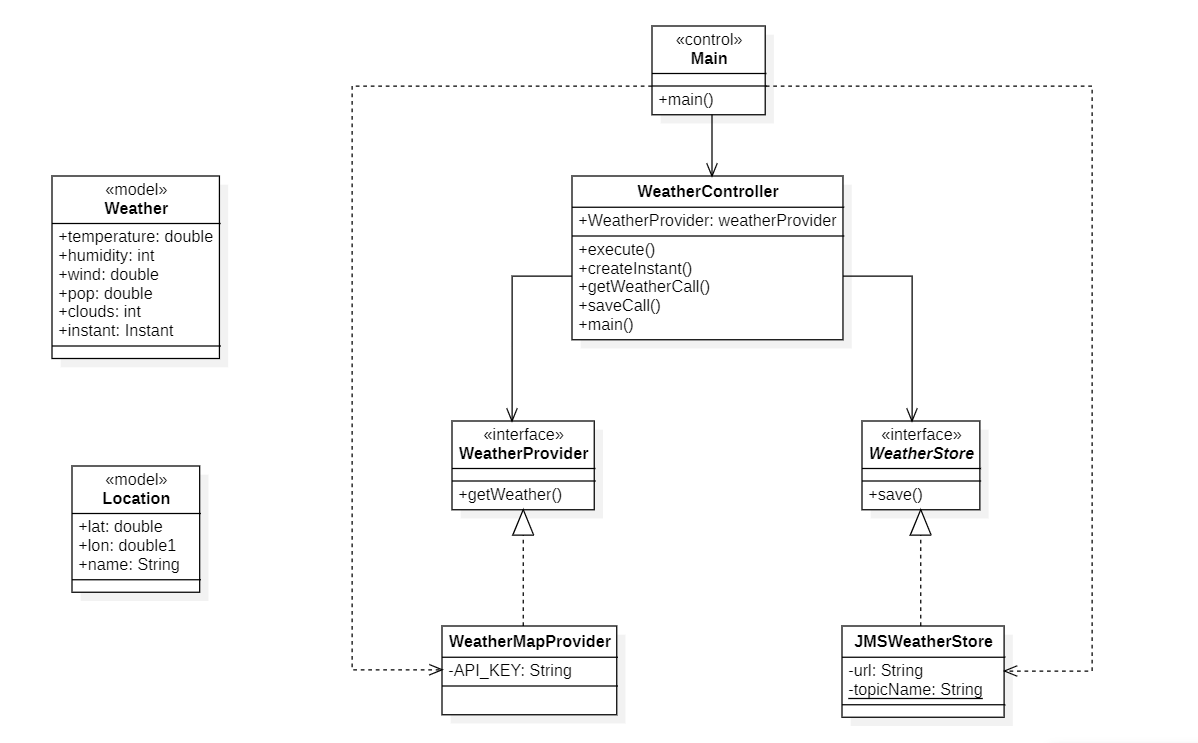 «control»
Main
+main()
WeatherController
+WeatherProvider: weatherProvider
+execute()
+createInstant()
+getWeatherCall()
+saveCall()
+main()
«model»
Weather
+temperature: double
+humidity: int
+wind: double
+pop: double
+clouds: int
+instant: Instant
«interface»
WeatherProvider
+getWeather()
«interface»
WeatherStore
+save()
«model»
Location
+lat: double
+lon: double1
+name: String
WeatherMapProvider
-API_KEY: String
JMSWeatherStore
-url: String
-topicName: String